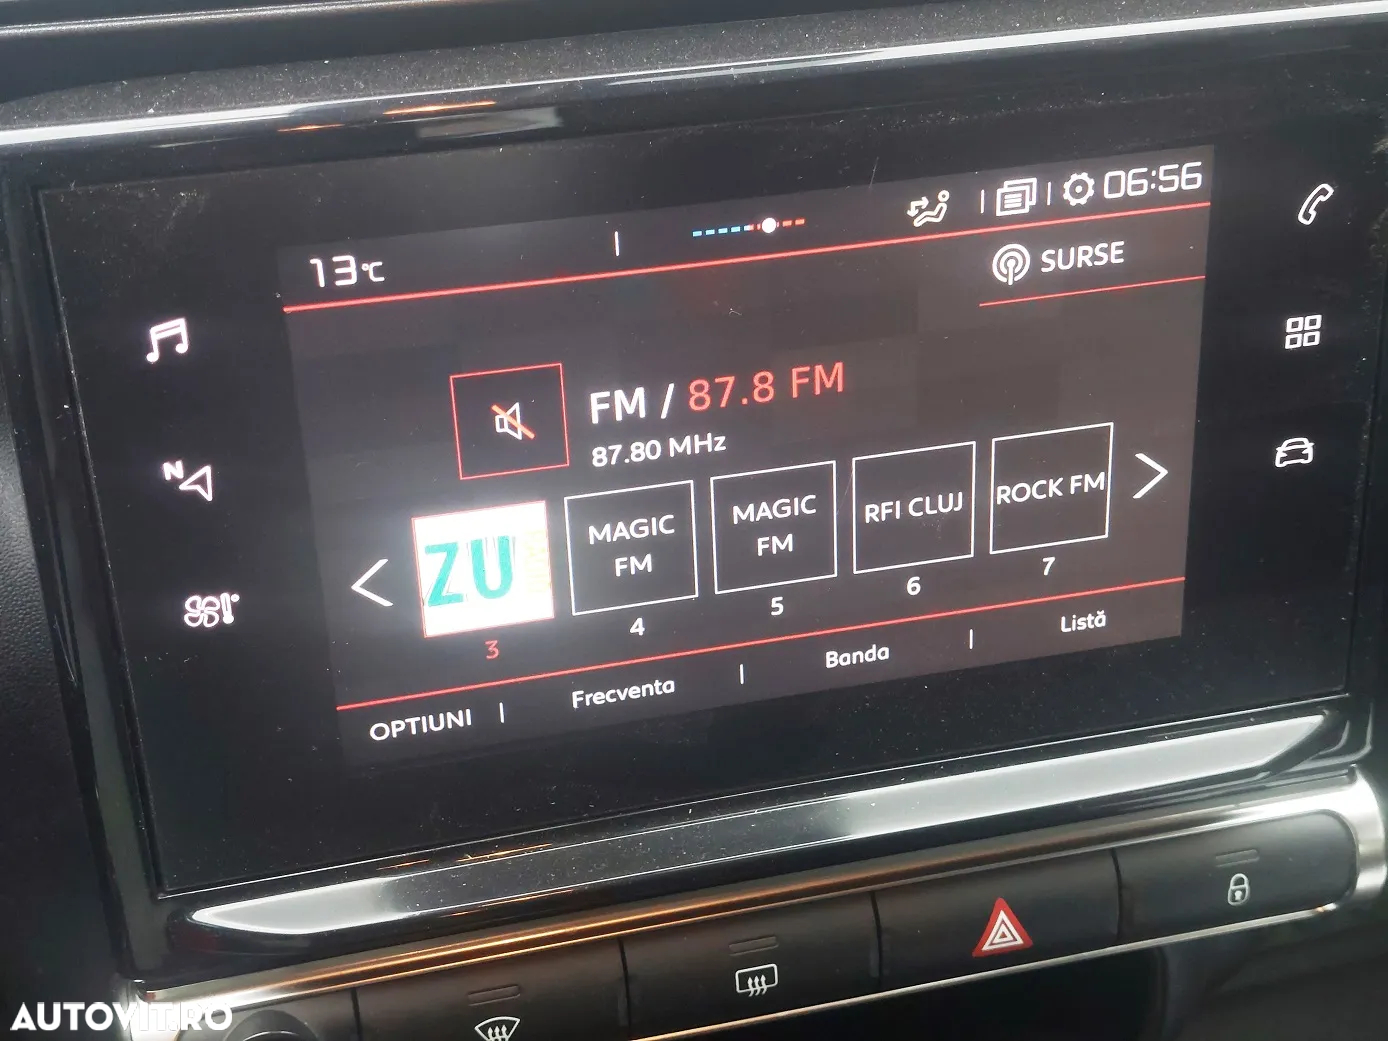 13°C
06:56
SURSE
FM / 87.8 FM
87.80 MHz
ZU
MAGIC
FM
MAGIC
FM
RFI CLUJ
ROCK FM
3
4
5
6
7
OPTIUNI | Frecventa | Banda | Listă
N
AUTOVIT.RO